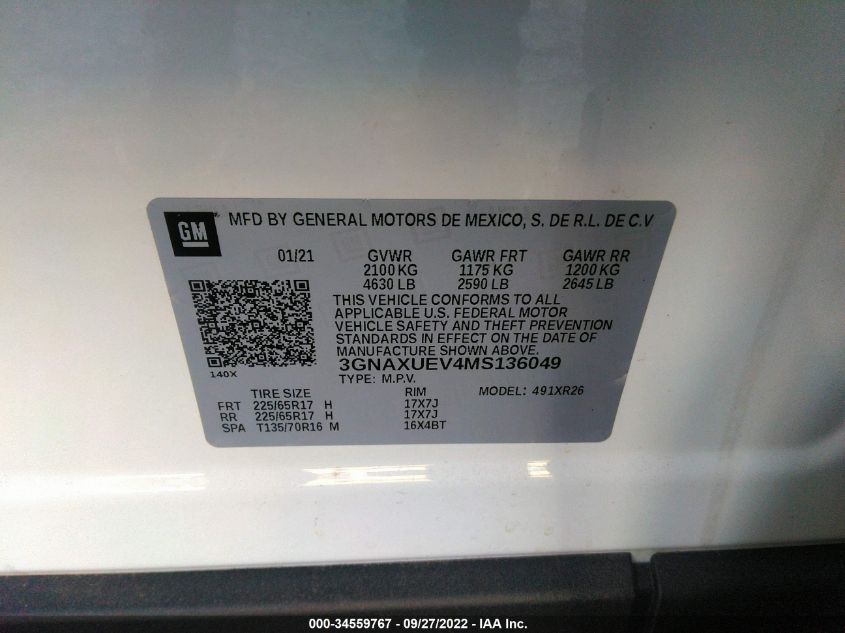 GM
MFD BY GENERAL MOTORS DE MEXICO, S. DE R.L. DE C.V
01/21 GVWR GAWR FRT GAWR RR
2100 KG 1175 KG 1200 KG
4630 LB 2590 LB 2645 LB
THIS VEHICLE CONFORMS TO ALL
APPLICABLE U.S. FEDERAL MOTOR
VEHICLE SAFETY AND THEFT PREVENTION
STANDARDS IN EFFECT ON THE DATE OF
MANUFACTURE SHOWN ABOVE.
140X
3GNAXUEV4MS136049
TYPE: M.P.V.
TIRE SIZE RIM MODEL: 491XR26
FRT 225/65R17 H 17X7J
RR 225/65R17 H 17X7J
SPA T135/70R16 M 16X4BT
000-34559767 - 09/27/2022 - IAA Inc.